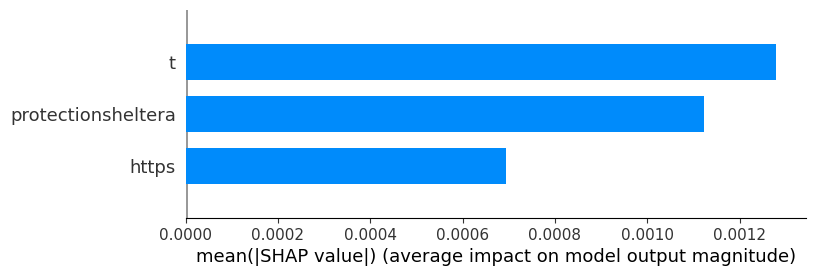 t
protectionsheltera
https
0.0000 0.0002 0.0004 0.0006 0.0008 0.0010 0.0012
mean(|SHAP value|) (average impact on model output magnitude)